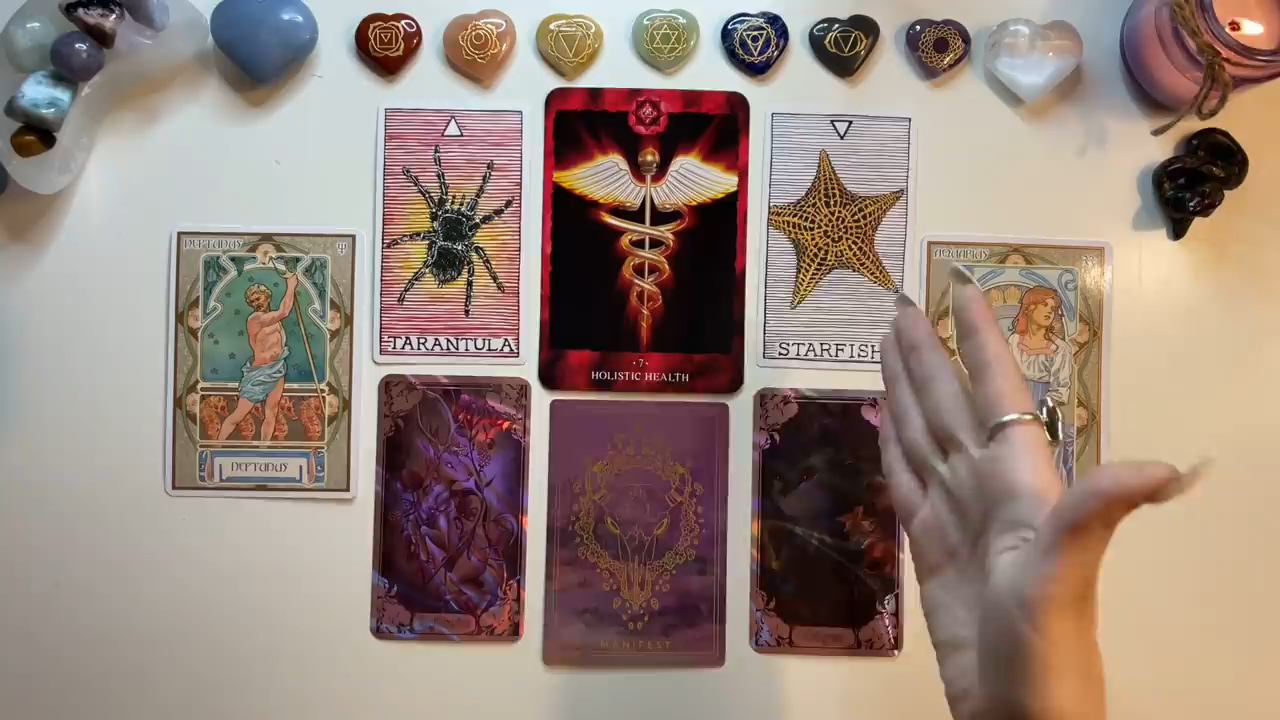 NEPTUNUS
TARANTULA
·7·
HOLISTIC HEALTH
STARFISH
AQUARIUS
NEPTUNUS
MANIFEST